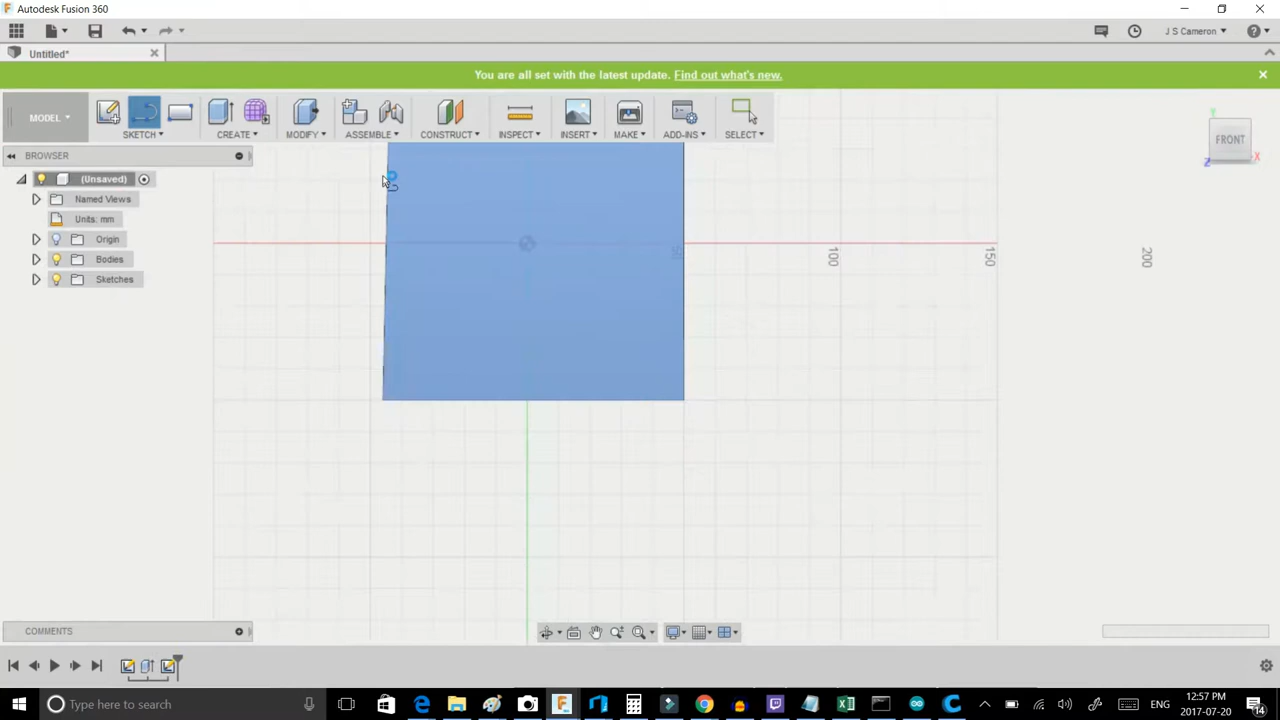 Autodesk Fusion 360
J S Cameron
Untitled*
You are all set with the latest update. Find out what's new.
MODEL
SKETCH
CREATE
MODIFY
ASSEMBLE
CONSTRUCT
INSPECT
INSERT
MAKE
ADD-INS
SELECT
FRONT
Y
X
Z
BROWSER
(Unsaved)
Named Views
Units: mm
Origin
Bodies
Sketches
50
100
150
200
COMMENTS
Type here to search
ENG
12:57 PM
2017-07-20
14